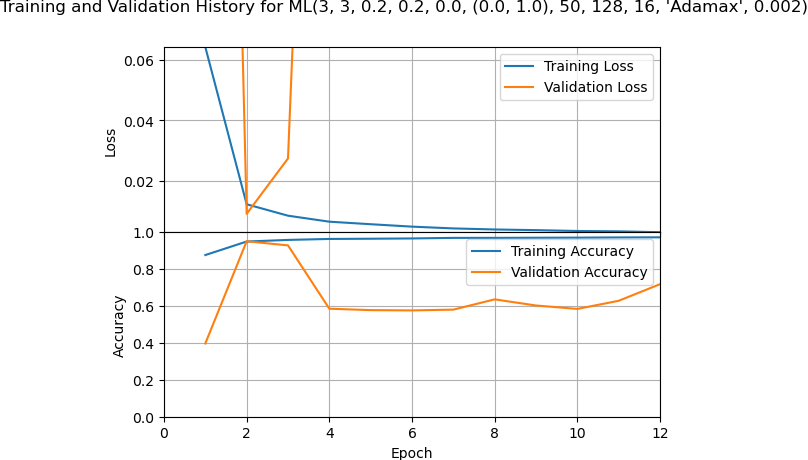 Training and Validation History for ML(3, 3, 0.2, 0.2, 0.0, (0.0, 1.0), 50, 128, 16, 'Adamax', 0.002)
0.06
0.04
0.02
Loss
Training Loss
Validation Loss
1.0
0.8
0.6
0.4
0.2
0.0
Accuracy
Training Accuracy
Validation Accuracy
0 2 4 6 8 10 12
Epoch